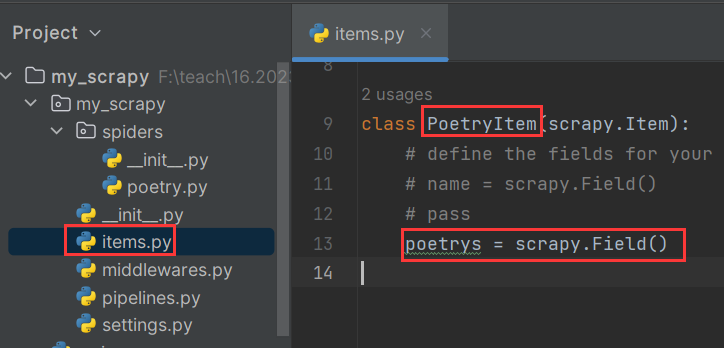 Project
my_scrapy F:\teach\16.202
my_scrapy
spiders
__init__.py
poetry.py
__init__.py
items.py
middlewares.py
pipelines.py
settings.py
items.py
8
2 usages
9 class PoetryItem(scrapy.Item):
10 # define the fields for your
11 # name = scrapy.Field()
12 # pass
13 poetrys = scrapy.Field()
14